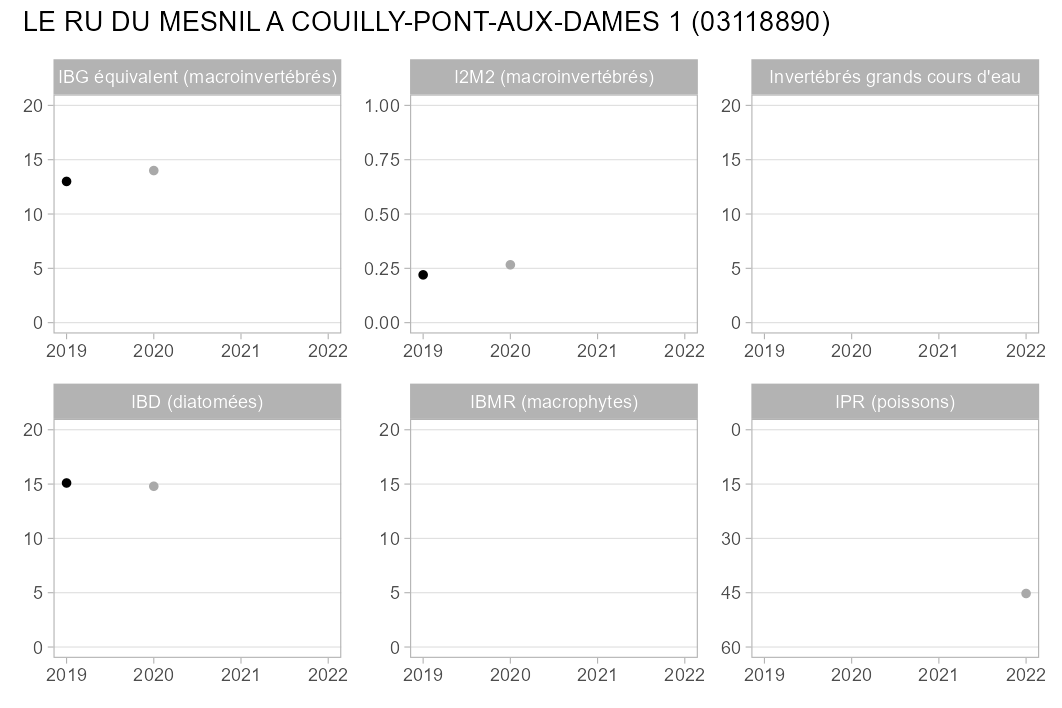 LE RU DU MESNIL A COUILLY-PONT-AUX-DAMES 1 (03118890)
IBG équivalent (macroinvertébrés)
20
15
10
5
0
2019 2020 2021 2022
I2M2 (macroinvertébrés)
1.00
0.75
0.50
0.25
0.00
2019 2020 2021 2022
Invertébrés grands cours d'eau
20
15
10
5
0
2019 2020 2021 2022
IBD (diatomées)
20
15
10
5
0
2019 2020 2021 2022
IBMR (macrophytes)
20
15
10
5
0
2019 2020 2021 2022
IPR (poissons)
0
15
30
45
60
2019 2020 2021 2022